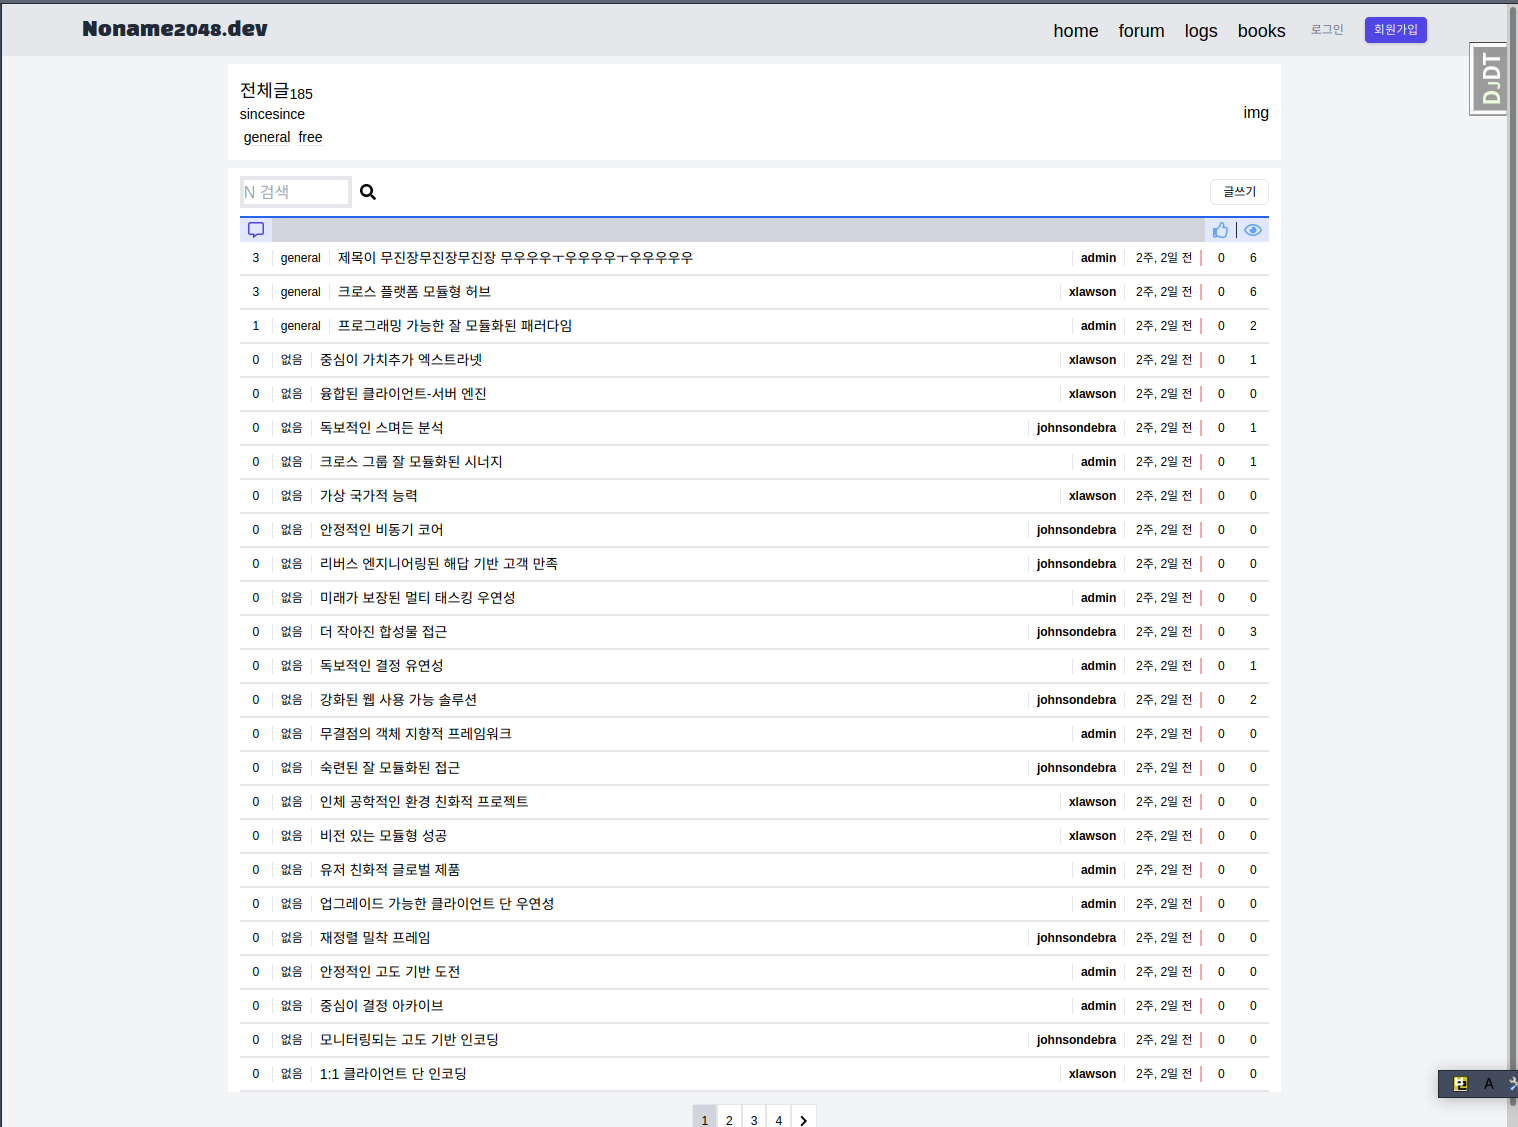 Noname2048.dev home forum logs books 로그인 회원가입
DJDT
전체글185
sincesince
img
general free
N 검색 글쓰기
3 general 제목이 무진장무진장무진장 무우우우ㅜ우우우우ㅜ우우우우우 admin 2주, 2일 전 0 6
3 general 크로스 플랫폼 모듈형 허브 xlawson 2주, 2일 전 0 6
1 general 프로그래밍 가능한 잘 모듈화된 패러다임 admin 2주, 2일 전 0 2
0 없음 중심이 가치추가 엑스트라넷 xlawson 2주, 2일 전 0 1
0 없음 융합된 클라이언트-서버 엔진 xlawson 2주, 2일 전 0 0
0 없음 독보적인 스며든 분석 johnsondebra 2주, 2일 전 0 1
0 없음 크로스 그룹 잘 모듈화된 시너지 admin 2주, 2일 전 0 1
0 없음 가상 국가적 능력 xlawson 2주, 2일 전 0 0
0 없음 안정적인 비동기 코어 johnsondebra 2주, 2일 전 0 0
0 없음 리버스 엔지니어링된 해답 기반 고객 만족 johnsondebra 2주, 2일 전 0 0
0 없음 미래가 보장된 멀티 태스킹 우연성 admin 2주, 2일 전 0 0
0 없음 더 작아진 합성물 접근 johnsondebra 2주, 2일 전 0 3
0 없음 독보적인 결정 유연성 admin 2주, 2일 전 0 1
0 없음 강화된 웹 사용 가능 솔루션 johnsondebra 2주, 2일 전 0 2
0 없음 무결점의 객체 지향적 프레임워크 admin 2주, 2일 전 0 0
0 없음 숙련된 잘 모듈화된 접근 johnsondebra 2주, 2일 전 0 0
0 없음 인체 공학적인 환경 친화적 프로젝트 xlawson 2주, 2일 전 0 0
0 없음 비전 있는 모듈형 성공 xlawson 2주, 2일 전 0 0
0 없음 유저 친화적 글로벌 제품 admin 2주, 2일 전 0 0
0 없음 업그레이드 가능한 클라이언트 단 우연성 admin 2주, 2일 전 0 0
0 없음 재정렬 밀착 프레임 johnsondebra 2주, 2일 전 0 0
0 없음 안정적인 고도 기반 도전 admin 2주, 2일 전 0 0
0 없음 중심이 결정 아카이브 admin 2주, 2일 전 0 0
0 없음 모니터링되는 고도 기반 인코딩 johnsondebra 2주, 2일 전 0 0
0 없음 1:1 클라이언트 단 인코딩 xlawson 2주, 2일 전 0 0
A
1 2 3 4